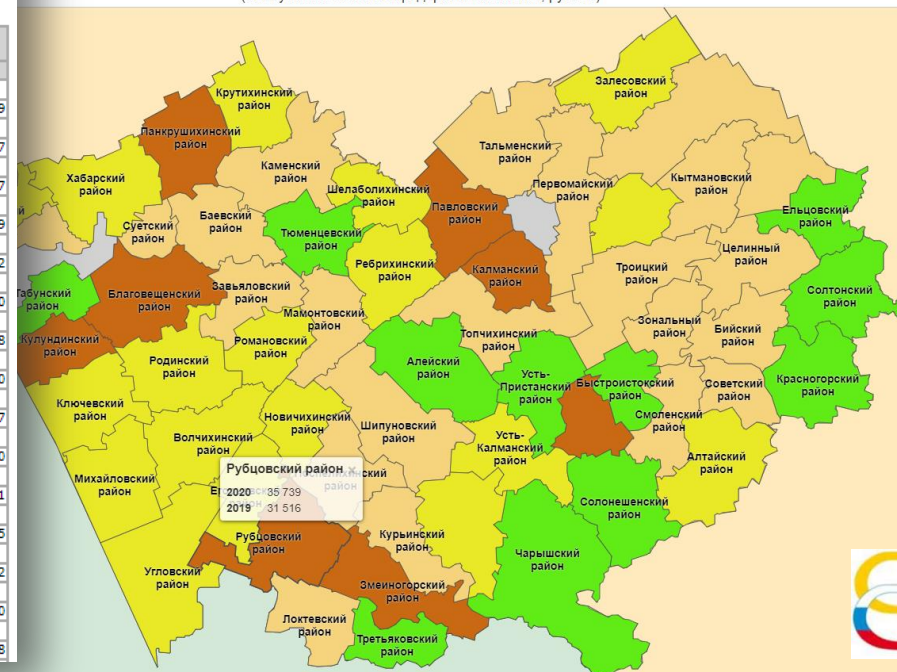 Крутихинский
район
Панкрушихинский
район
Залесовский
район
Тальменский
район
Каменский
район
Хабарский
район
Шелаболихинский
район
Первомайский
район
Кытмановский
район
Суетский
район
Баевский
район
Павловский
район
Ельцовский
район
Тюменцевский
район
Целинный
район
Ребрихинский
район
Калманский
район
Троицкий
район
Табунский
район
Благовещенский
район
Завьяловский
район
Солтонский
район
Мамонтовский
район
Зональный
район
Бийский
район
Кулундинский
район
Романовский
район
Топчихинский
район
Родинский
район
Алейский
район
Усть-
Пристанский
район
Быстроистокский
район
Советский
район
Красногорский
район
Ключевский
район
Новичихинский
район
Шипуновский
район
Смоленский
район
Волчихинский
район
Усть-
Калманский
район
Алтайский
район
Михайловский
район
Рубцовский район ×
2020 35 739
2019 31 516
район
Солонешенский
район
Рубцовский
район
Курьинский
район
Чарышский
район
Угловский
район
Змеиногорский
район
Локтевский
район
Третьяковский
район